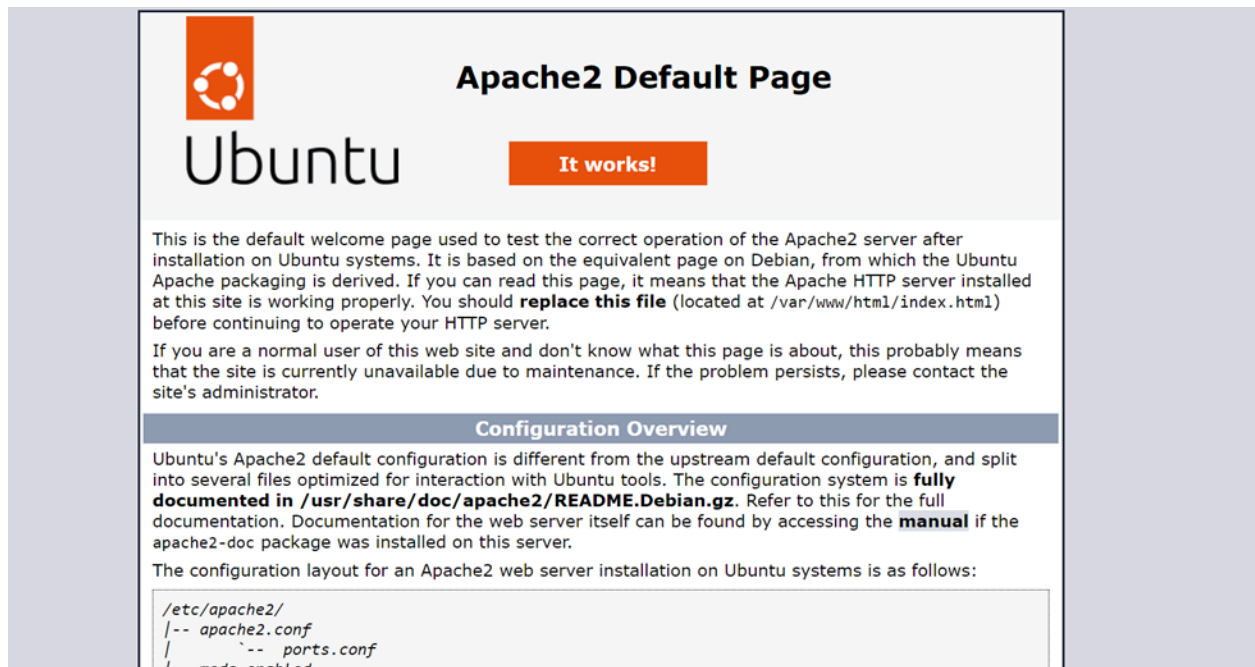 Apache2 Default Page
Ubuntu
It works!
This is the default welcome page used to test the correct operation of the Apache2 server after
installation on Ubuntu systems. It is based on the equivalent page on Debian, from which the Ubuntu
Apache packaging is derived. If you can read this page, it means that the Apache HTTP server installed
at this site is working properly. You should replace this file (located at /var/www/html/index.html)
before continuing to operate your HTTP server.
If you are a normal user of this web site and don't know what this page is about, this probably means
that the site is currently unavailable due to maintenance. If the problem persists, please contact the
site's administrator.
Configuration Overview
Ubuntu's Apache2 default configuration is different from the upstream default configuration, and split
into several files optimized for interaction with Ubuntu tools. The configuration system is fully
documented in /usr/share/doc/apache2/README.Debian.gz. Refer to this for the full
documentation. Documentation for the web server itself can be found by accessing the manual if the
apache2-doc package was installed on this server.
The configuration layout for an Apache2 web server installation on Ubuntu systems is as follows:
/etc/apache2/
|-- apache2.conf
|       `--  ports.conf